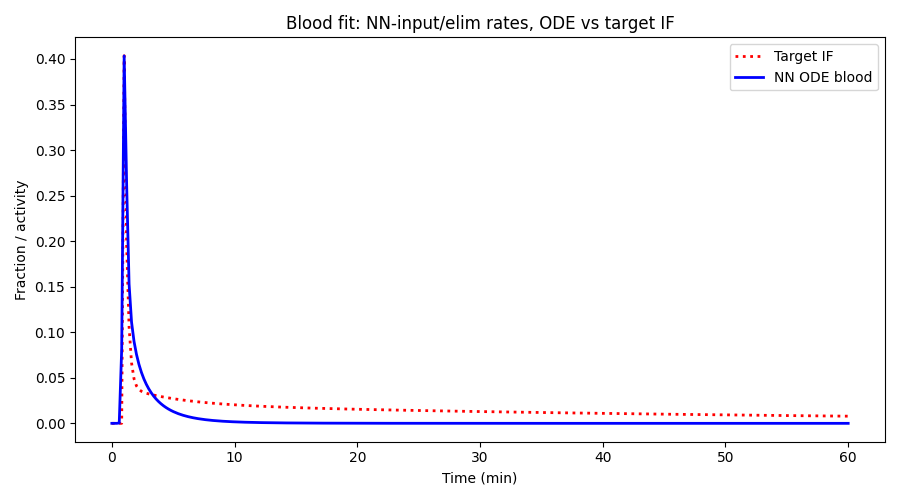 Blood fit: NN-input/elim rates, ODE vs target IF
Target IF
NN ODE blood
Fraction / activity
0.40
0.35
0.30
0.25
0.20
0.15
0.10
0.05
0.00
0 10 20 30 40 50 60
Time (min)